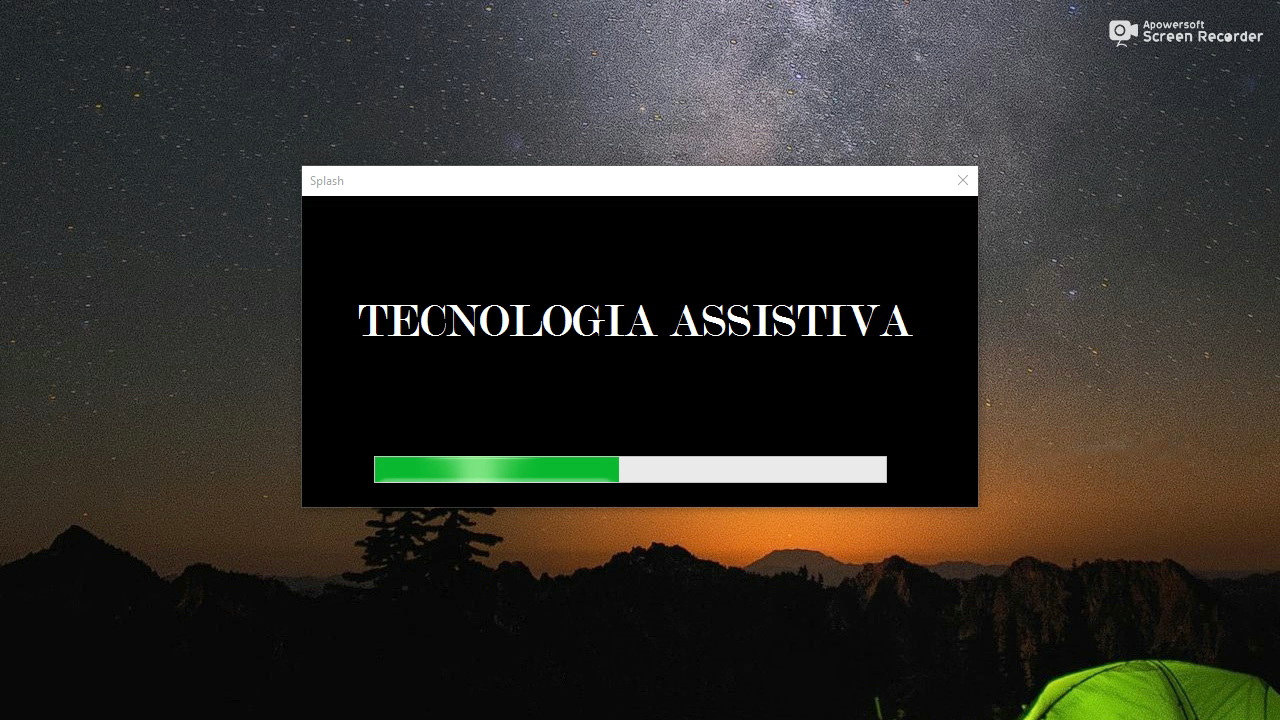 Apowersoft
Screen Recorder
Splash
TECNOLOGIA ASSISTIVA